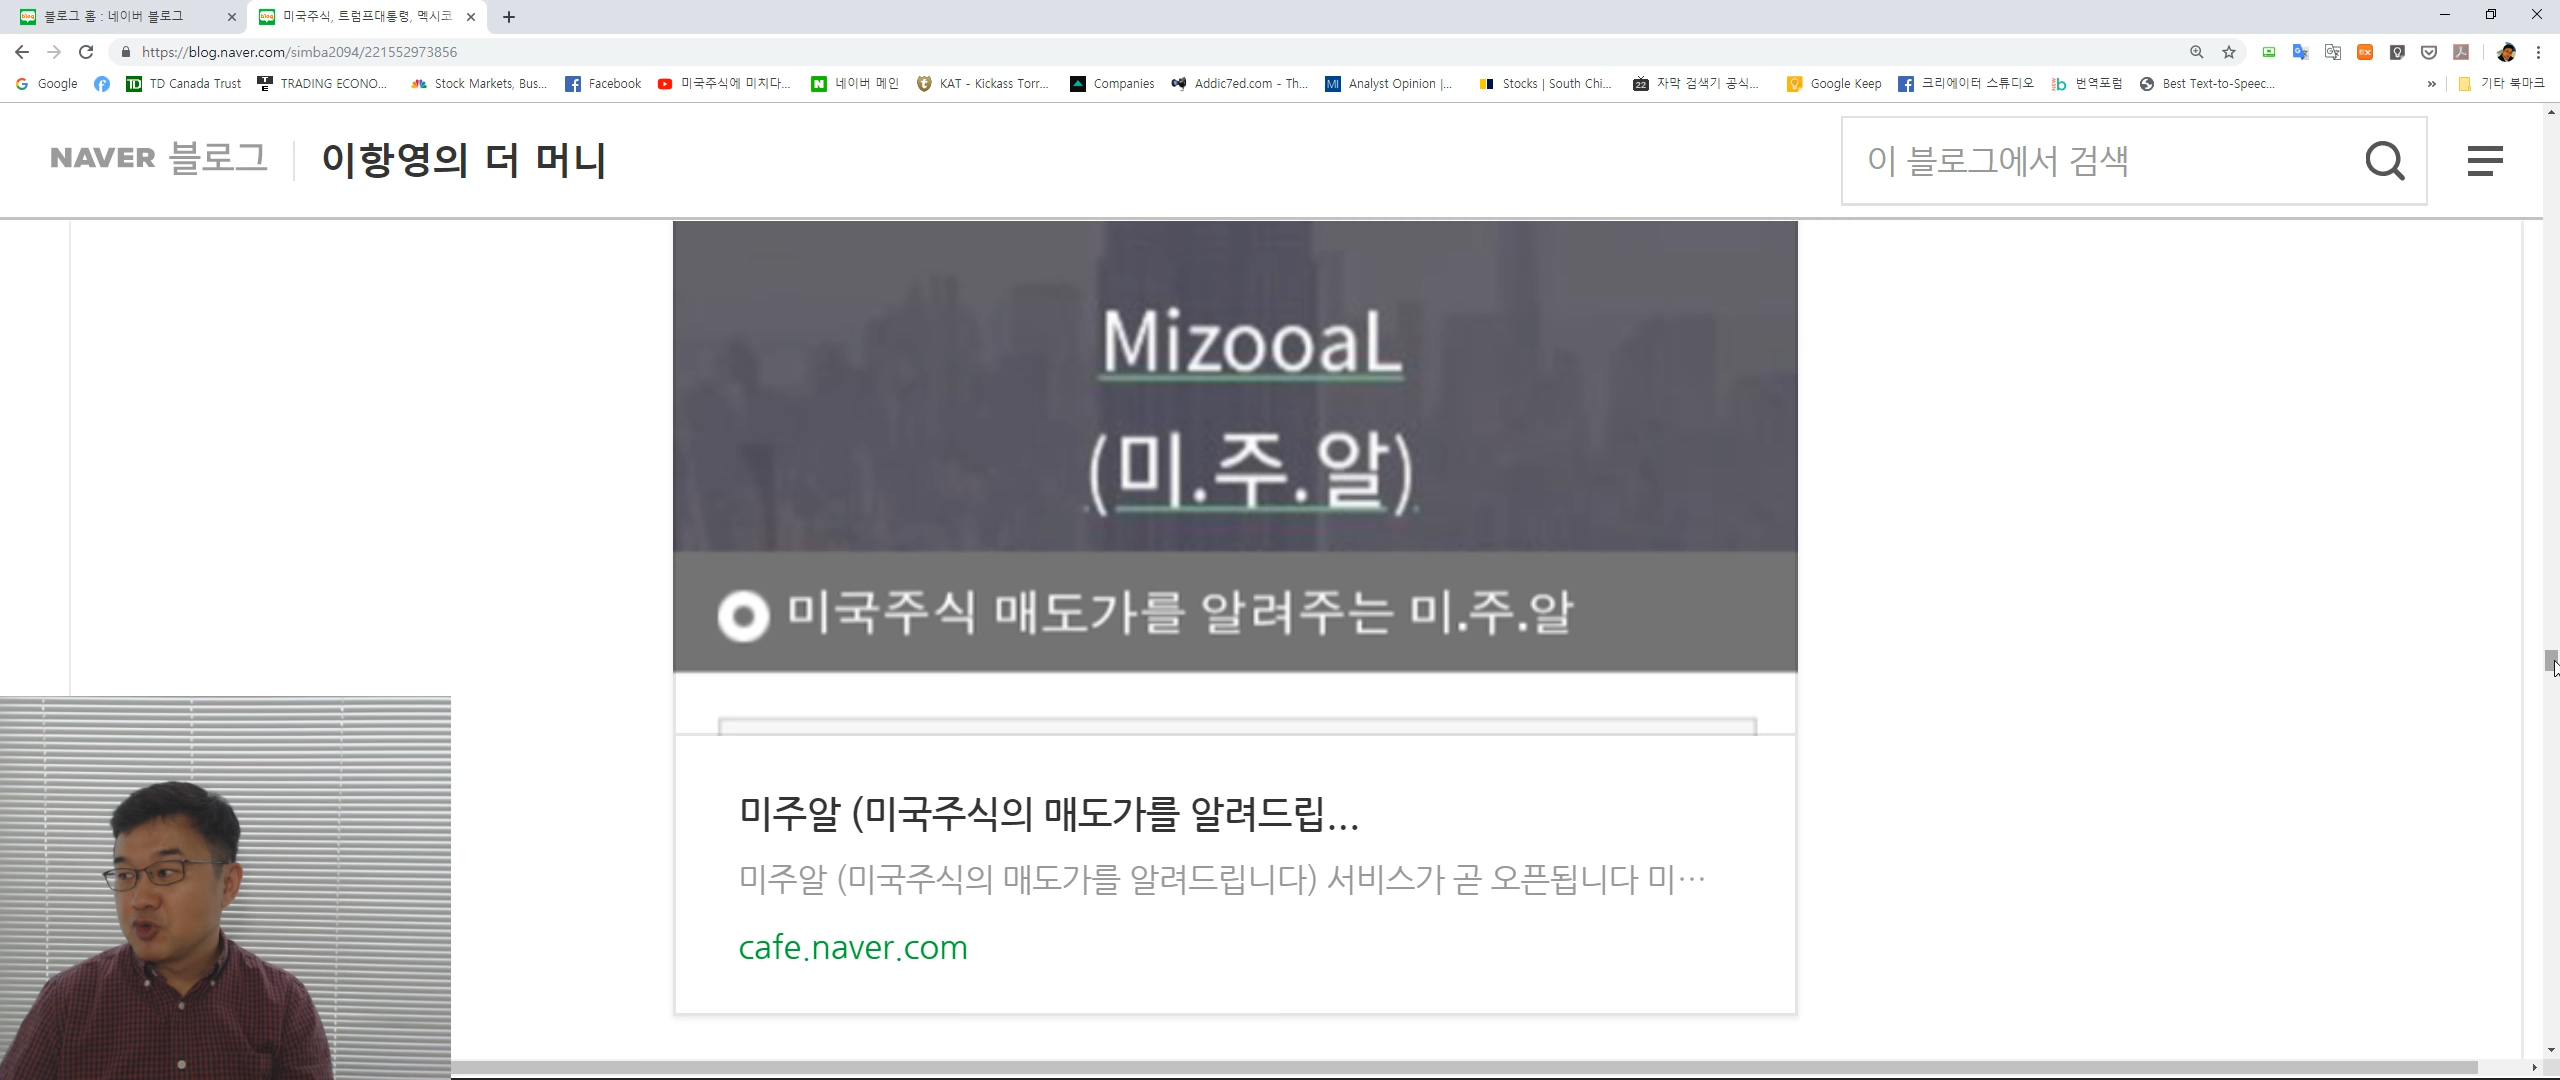 블로그 홈 : 네이버 블로그
미국주식, 트럼프대통령, 멕시코
https://blog.naver.com/simba2094/221552973856
Google
TD Canada Trust
TRADING ECONO...
Stock Markets, Bus...
Facebook
미국주식에 미치다...
네이버 메인
KAT - Kickass Torr...
Companies
Addic7ed.com - Th...
Analyst Opinion |...
Stocks | South Chi...
자막 검색기 공식...
Google Keep
크리에이터 스튜디오
번역포럼
Best Text-to-Speec...
기타 북마크
NAVER 블로그
이항영의 더 머니
이 블로그에서 검색
MizooaL
(미.주.알)
미국주식 매도가를 알려주는 미.주.알
미주알 (미국주식의 매도가를 알려드립...
미주알 (미국주식의 매도가를 알려드립니다) 서비스가 곧 오픈됩니다 미…
cafe.naver.com